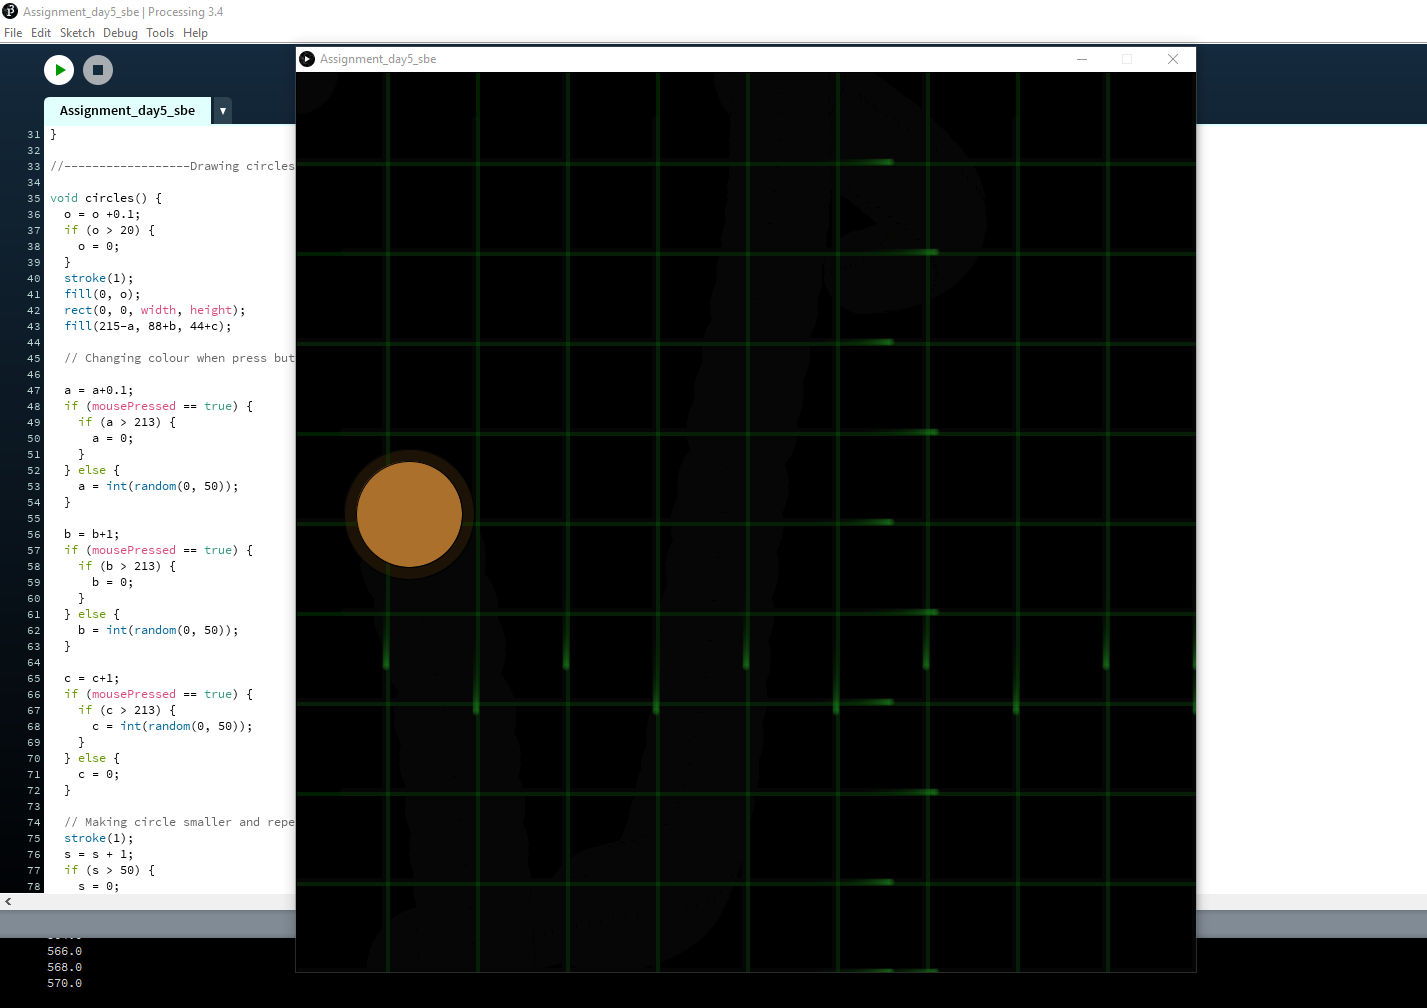 Assignment_day5_sbe | Processing 3.4
File Edit Sketch Debug Tools Help
Assignment_day5_sbe
Assignment_day5_sbe
31 }
32
33 //------------------Drawing circles
34
35 void circles() {
36 o = o +0.1;
37 if (o > 20) {
38 o = 0;
39 }
40 stroke(1);
41 fill(0, o);
42 rect(0, 0, width, height);
43 fill(215-a, 88+b, 44+c);
44
45 // Changing colour when press but
46
47 a = a+0.1;
48 if (mousePressed == true) {
49 if (a > 213) {
50 a = 0;
51 }
52 } else {
53 a = int(random(0, 50));
54 }
55
56 b = b+1;
57 if (mousePressed == true) {
58 if (b > 213) {
59 b = 0;
60 }
61 } else {
62 b = int(random(0, 50));
63 }
64
65 c = c+1;
66 if (mousePressed == true) {
67 if (c > 213) {
68 c = int(random(0, 50));
69 }
70 } else {
71 c = 0;
72 }
73
74 // Making circle smaller and repe
75 stroke(1);
76 s = s + 1;
77 if (s > 50) {
78 s = 0;
566.0
568.0
570.0